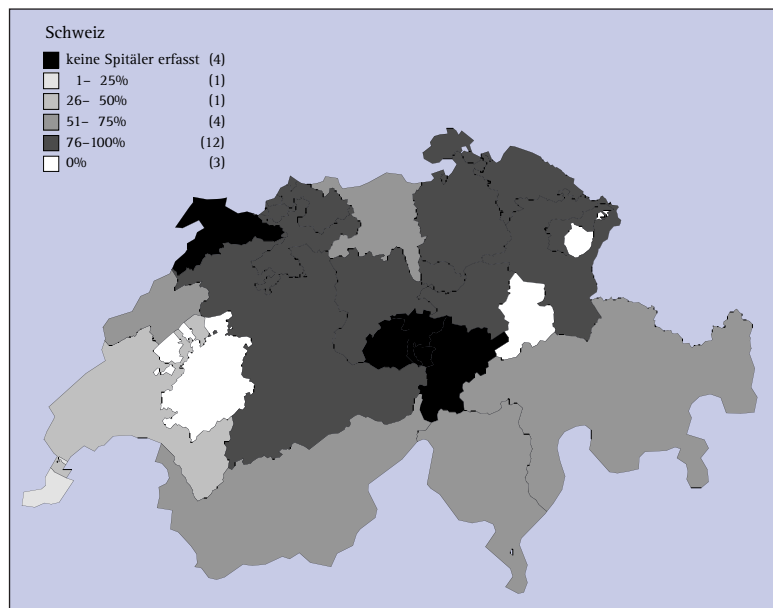 Schweiz
keine Spitäler erfasst (4)
1– 25% (1)
26– 50% (1)
51– 75% (4)
76–100% (12)
0% (3)